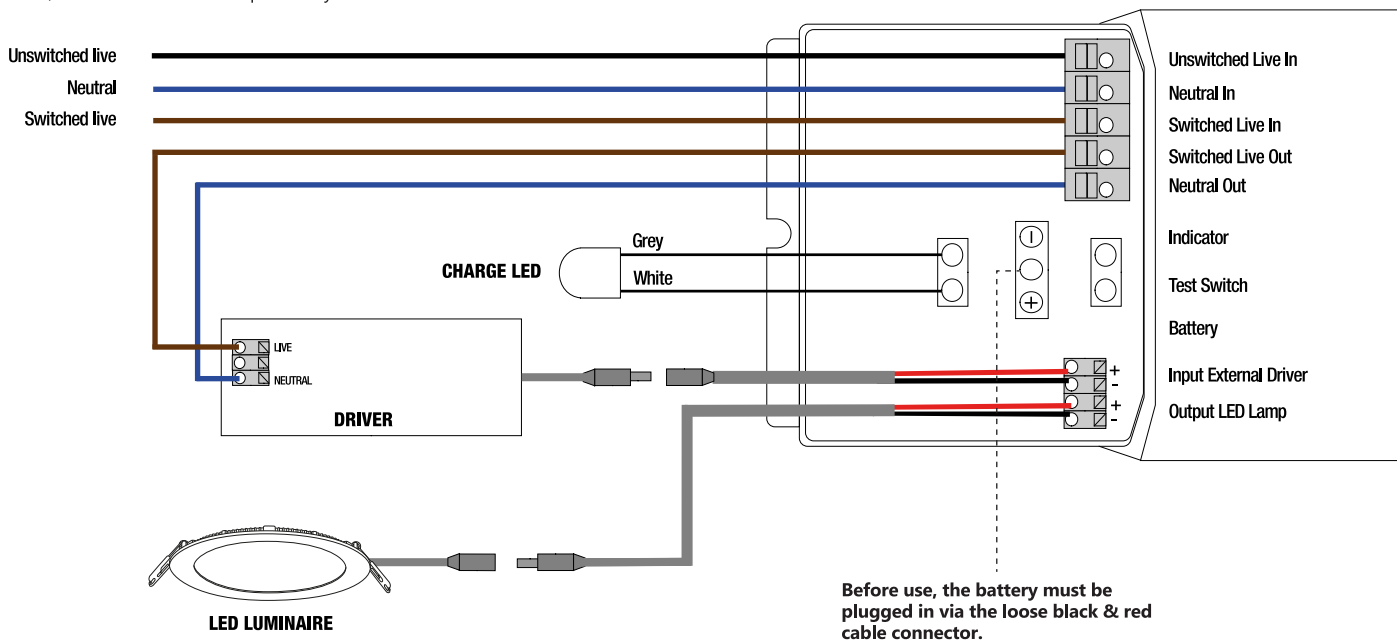 Unswitched live
Neutral
Switched live
Unswitched Live In
Neutral In
Switched Live In
Switched Live Out
Neutral Out
Indicator
Test Switch
Battery
Input External Driver
Output LED Lamp
Grey
White
CHARGE LED
LIVE
NEUTRAL
DRIVER
+
-
+
-
LED LUMINAIRE
Before use, the battery must be
plugged in via the loose black & red
cable connector.